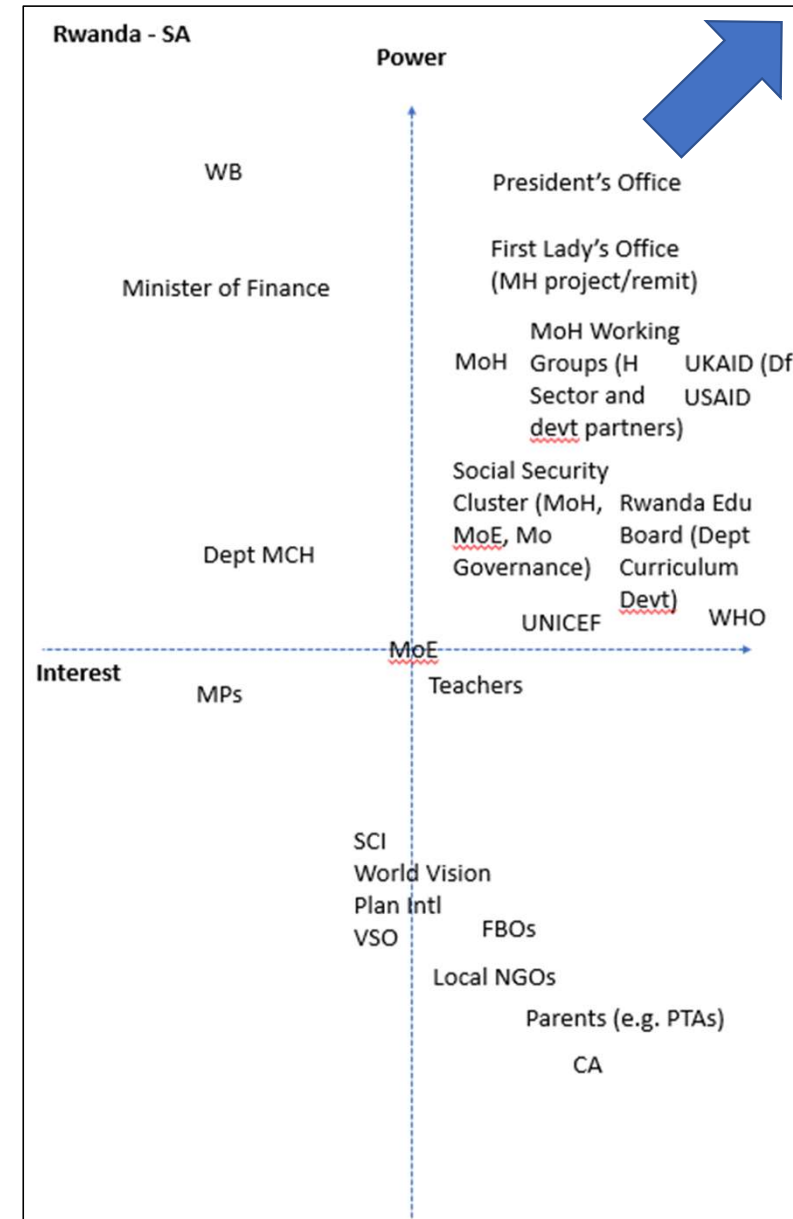 Rwanda - SA
Power
WB
President's Office
First Lady's Office
(MH project/remit)
Minister of Finance
MoH Working
MoH
Groups (H
UKAID (Df
Sector and
USAID
devt partners)
Social Security
Cluster (MoH,
MoE, Mo
Governance)
Rwanda Edu
Board (Dept
Curriculum
Devt)
Dept MCH
UNICEF
WHO
MoE
Interest
Teachers
MPs
SCI
World Vision
Plan Intl
VSO
FBOs
Local NGOs
Parents (e.g. PTAs)
CA